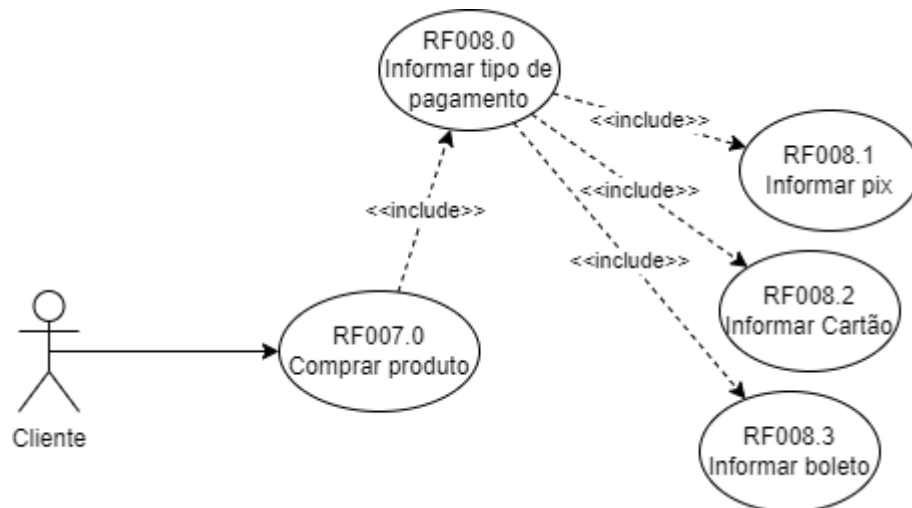 RF008.0
Informar tipo de
pagamento
<<include>>
RF008.1
Informar pix
<<include>>
<<include>>
<<include>>
RF008.2
Informar Cartão
RF007.0
Comprar produto
Cliente
RF008.3
Informar boleto